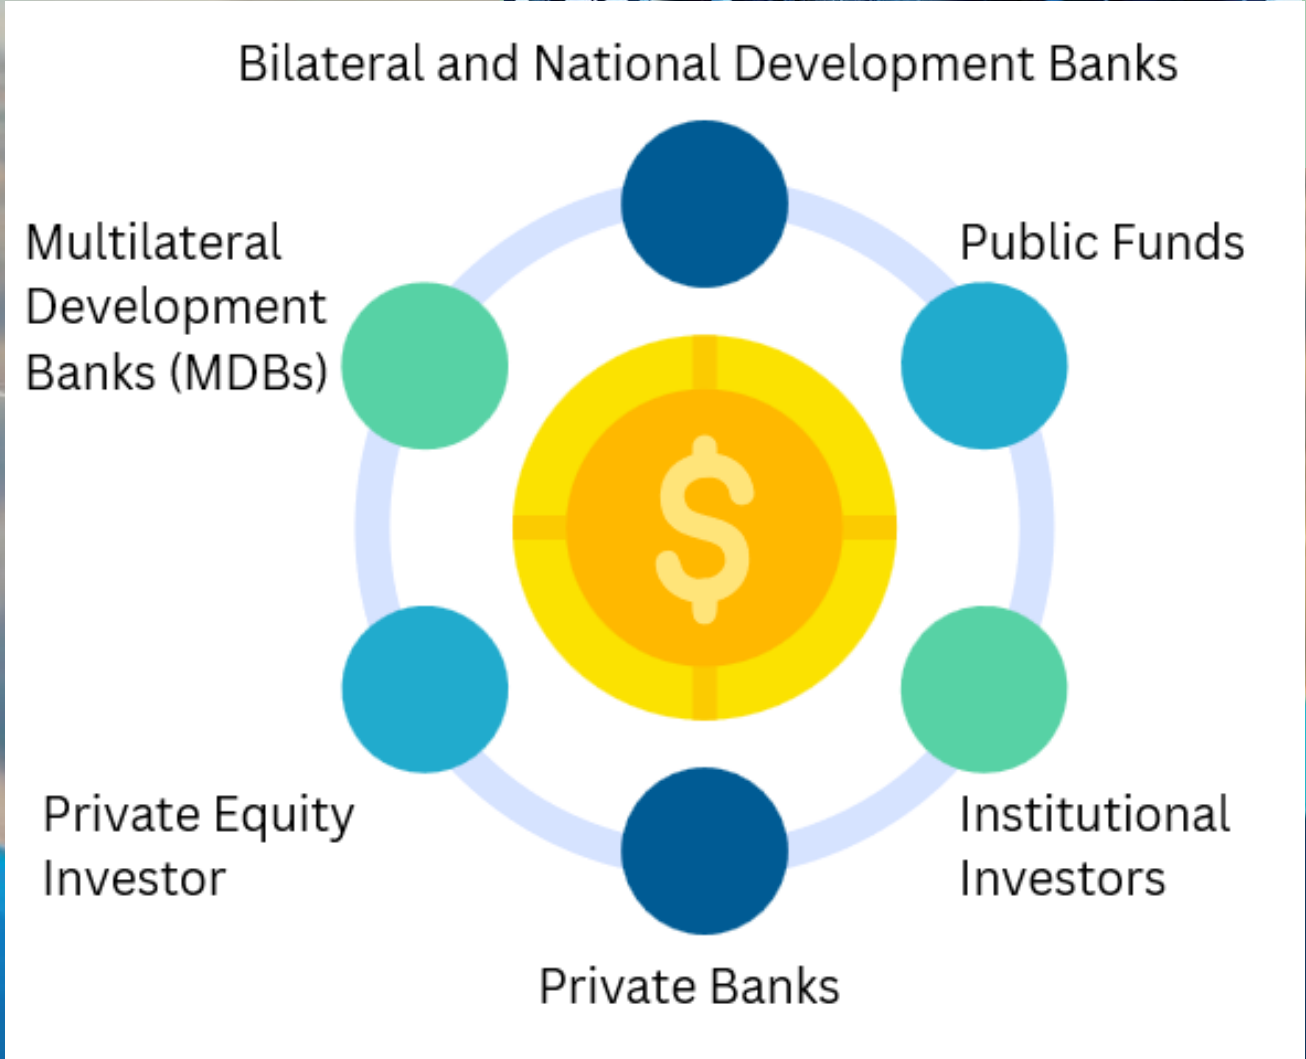 Bilateral and National Development Banks
Multilateral
Development
Banks (MDBs)
Public Funds
$
Private Equity
Investor
Institutional
Investors
Private Banks